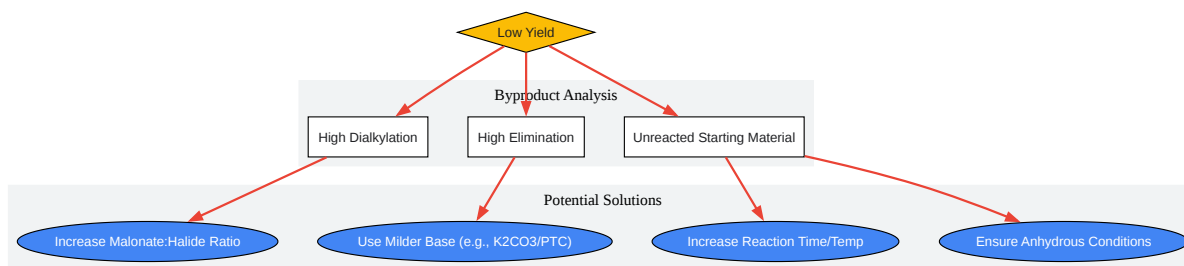 Low Yield
Byproduct Analysis
High Dialkylation
High Elimination
Unreacted Starting Material
Potential Solutions
Increase Malonate:Halide Ratio
Use Milder Base (e.g., K2CO3/PTC)
Increase Reaction Time/Temp
Ensure Anhydrous Conditions